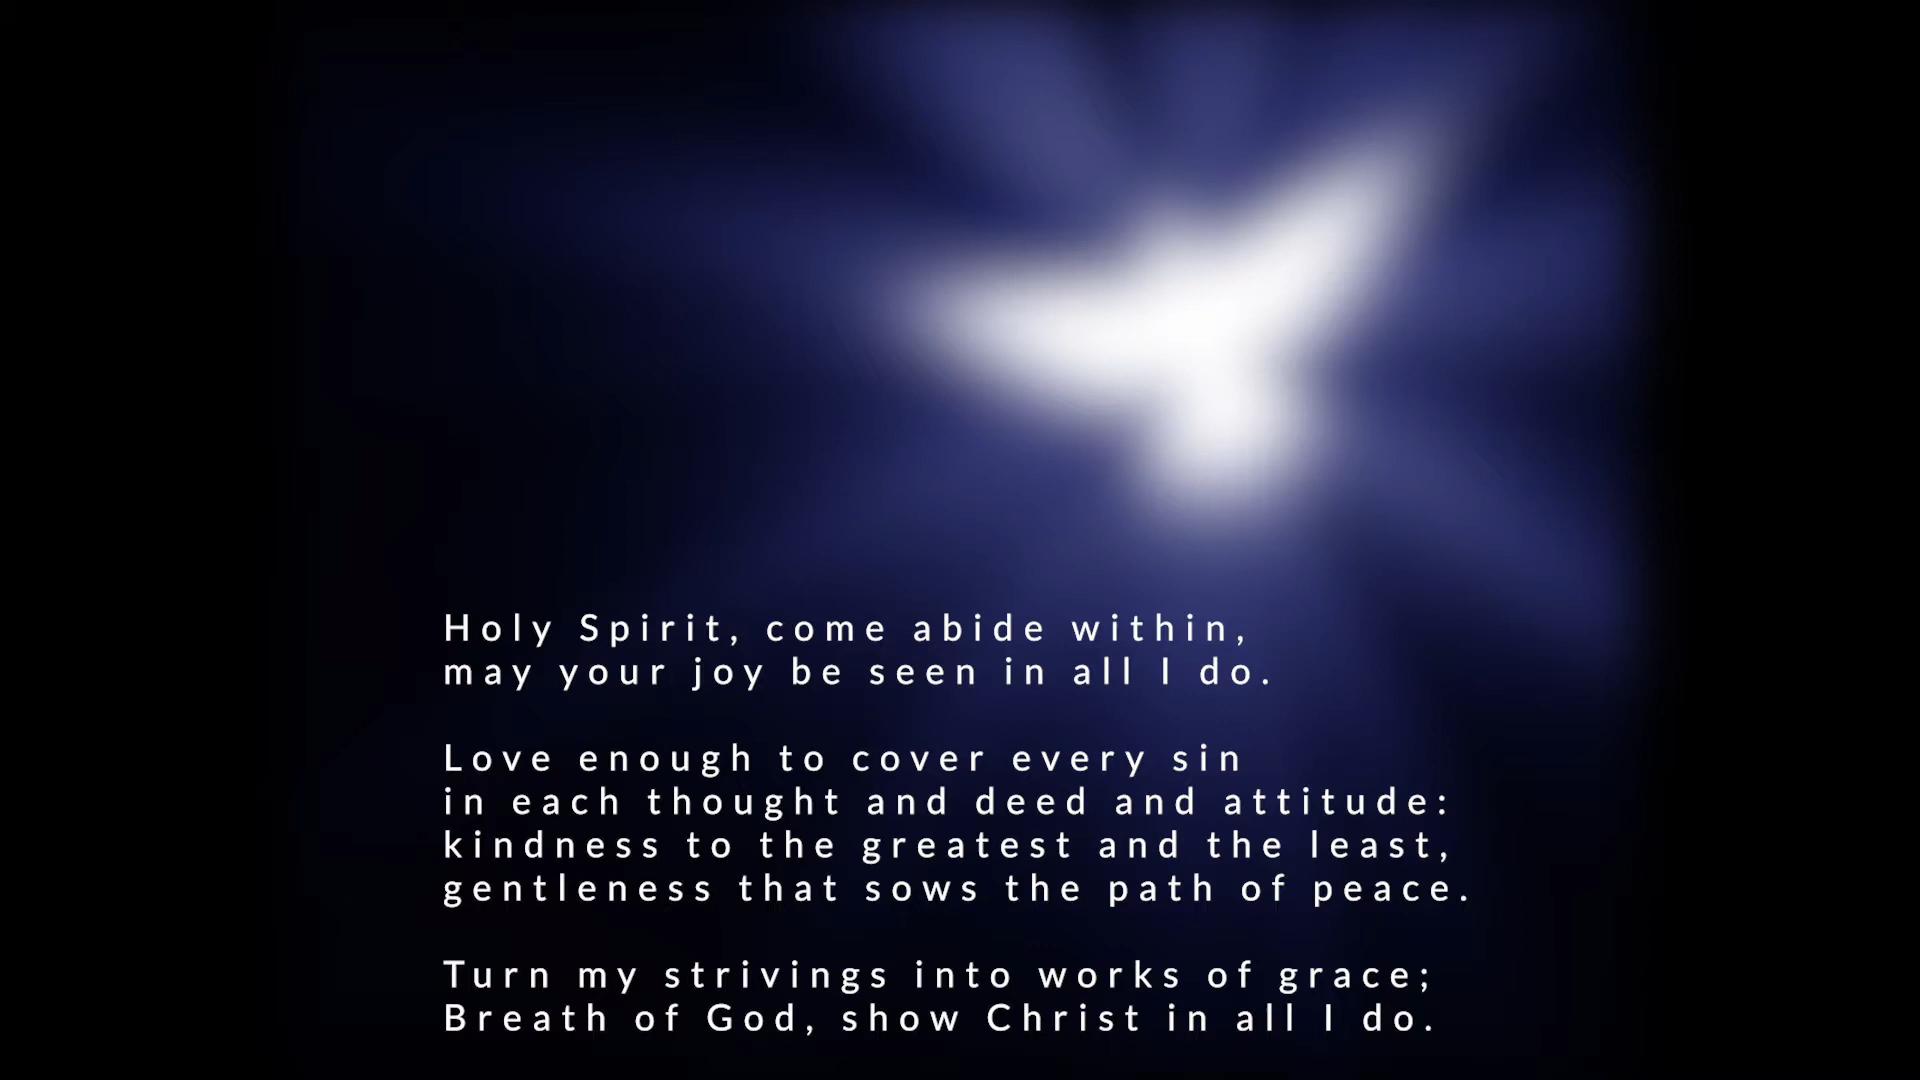 Holy Spirit, come abide within,
may your joy be seen in all I do.
Love enough to cover every sin
in each thought and deed and attitude:
kindness to the greatest and the least,
gentleness that sows the path of peace.
Turn my strivings into works of grace;
Breath of God, show Christ in all I do.